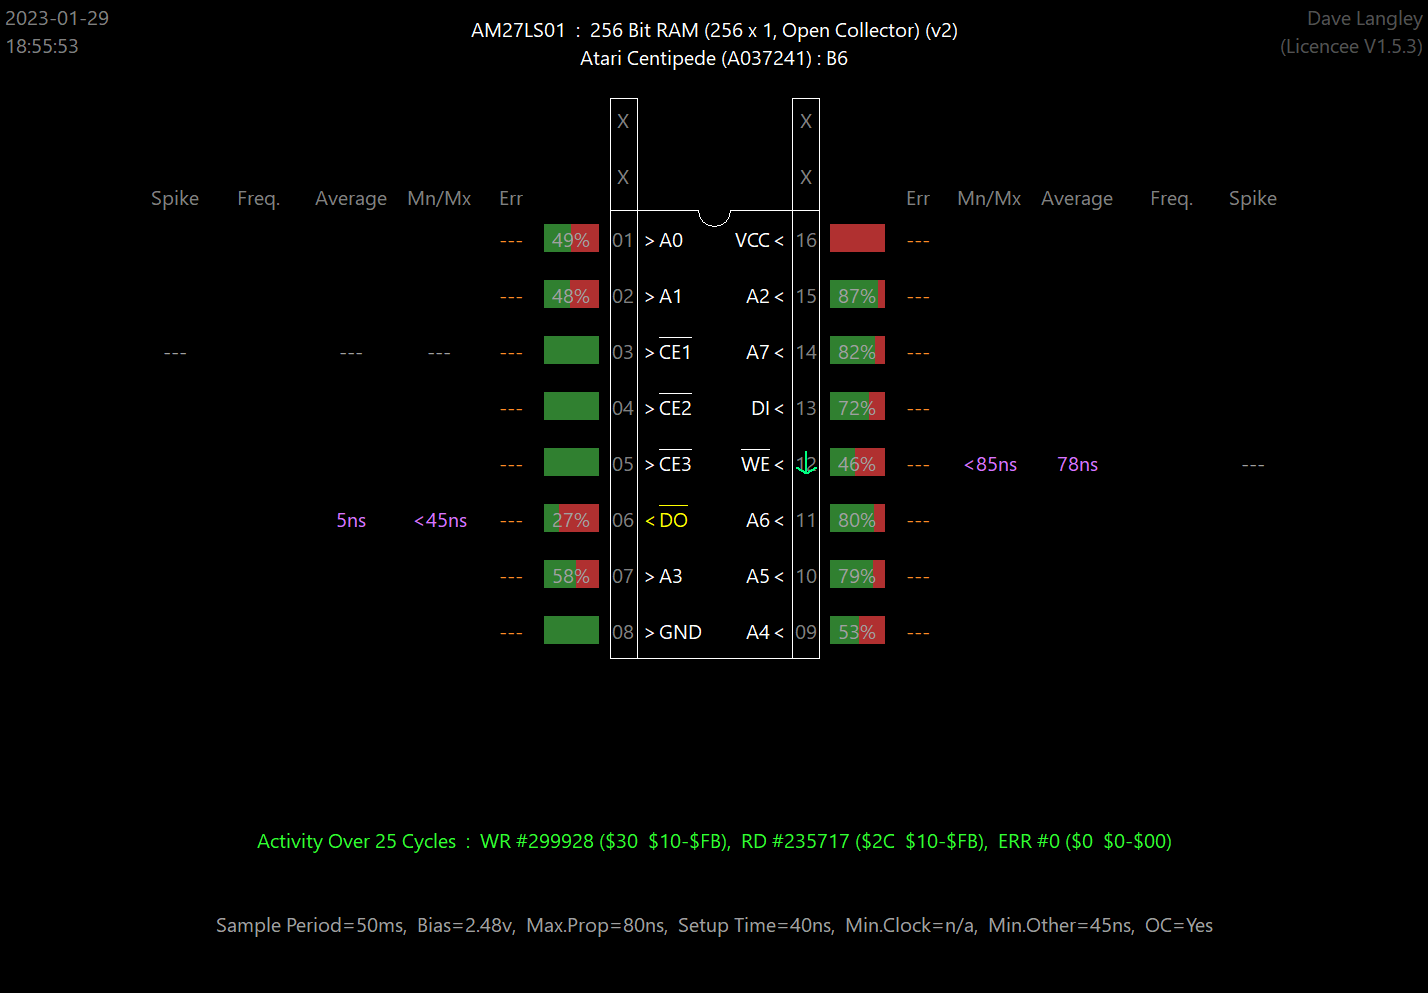 2023-01-29
18:55:53
AM27LS01 : 256 Bit RAM (256 x 1, Open Collector) (v2)
Atari Centipede (A037241) : B6
Dave Langley
(Licencee V1.5.3)
X X
X X
Spike Freq. Average Mn/Mx Err Err Mn/Mx Average Freq. Spike
--- 49% 01 > A0 VCC < 16 ---
--- 48% 02 > A1 A2 < 15 87% ---
--- --- --- --- 03 > CE1 A7 < 14 82% ---
--- 04 > CE2 DI < 13 72% ---
--- 05 > CE3 WE < 12 46% --- <85ns 78ns ---
5ns <45ns --- 27% 06 < DO A6 < 11 80% ---
--- 58% 07 > A3 A5 < 10 79% ---
--- 08 > GND A4 < 09 53% ---
Activity Over 25 Cycles : WR #299928 ($30 $10-$FB), RD #235717 ($2C $10-$FB), ERR #0 ($0 $0-$00)
Sample Period=50ms, Bias=2.48v, Max.Prop=80ns, Setup Time=40ns, Min.Clock=n/a, Min.Other=45ns, OC=Yes